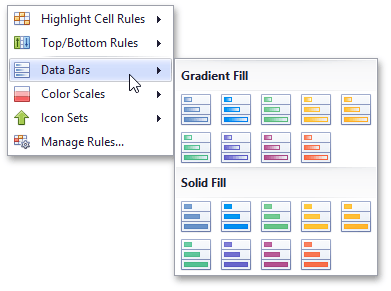 Highlight Cell Rules
Top/Bottom Rules
Data Bars
Color Scales
Icon Sets
Manage Rules...
Gradient Fill
Solid Fill